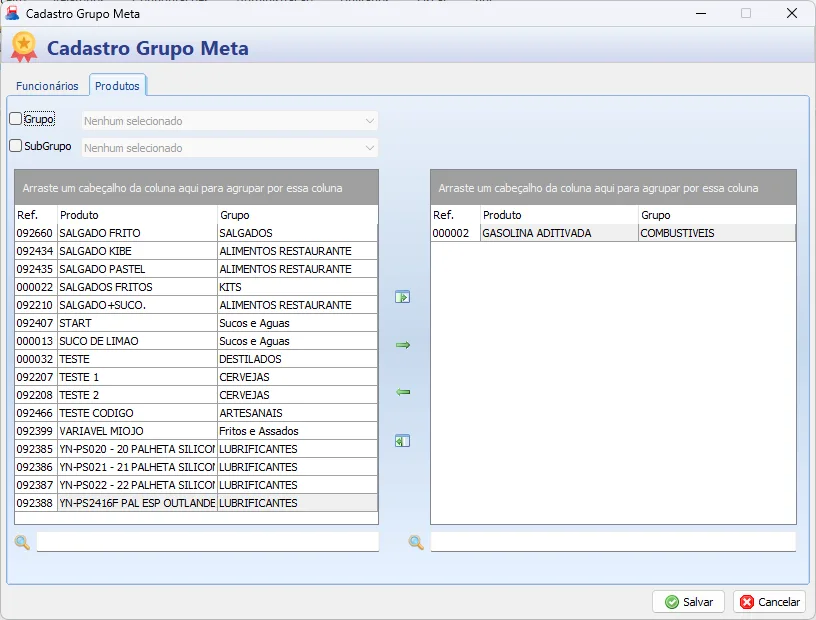 Cadastro Grupo Meta
Cadastro Grupo Meta
Funcionários Produtos
Grupo Nenhum selecionado
SubGrupo Nenhum selecionado
Arraste um cabeçalho da coluna aqui para agrupar por essa coluna
Ref. Produto Grupo
092660 SALGADO FRITO SALGADOS
092434 SALGADO KIBE ALIMENTOS RESTAURANTE
092435 SALGADO PASTEL ALIMENTOS RESTAURANTE
000022 SALGADOS FRITOS KITS
092210 SALGADO+SUCO. ALIMENTOS RESTAURANTE
092407 START Sucos e Aguas
000013 SUCO DE LIMAO Sucos e Aguas
000032 TESTE DESTILADOS
092207 TESTE 1 CERVEJAS
092208 TESTE 2 CERVEJAS
092466 TESTE CODIGO ARTESANAIS
092399 VARIAVEL MIOJO Fritos e Assados
092385 YN-PS020 - 20 PALHETA SILICON LUBRIFICANTES
092386 YN-PS021 - 21 PALHETA SILICON LUBRIFICANTES
092387 YN-PS022 - 22 PALHETA SILICON LUBRIFICANTES
092388 YN-PS2416F PAL ESP OUTLANDE LUBRIFICANTES
Arraste um cabeçalho da coluna aqui para agrupar por essa coluna
Ref. Produto Grupo
000002 GASOLINA ADITIVADA COMBUSTIVEIS
Salvar Cancelar